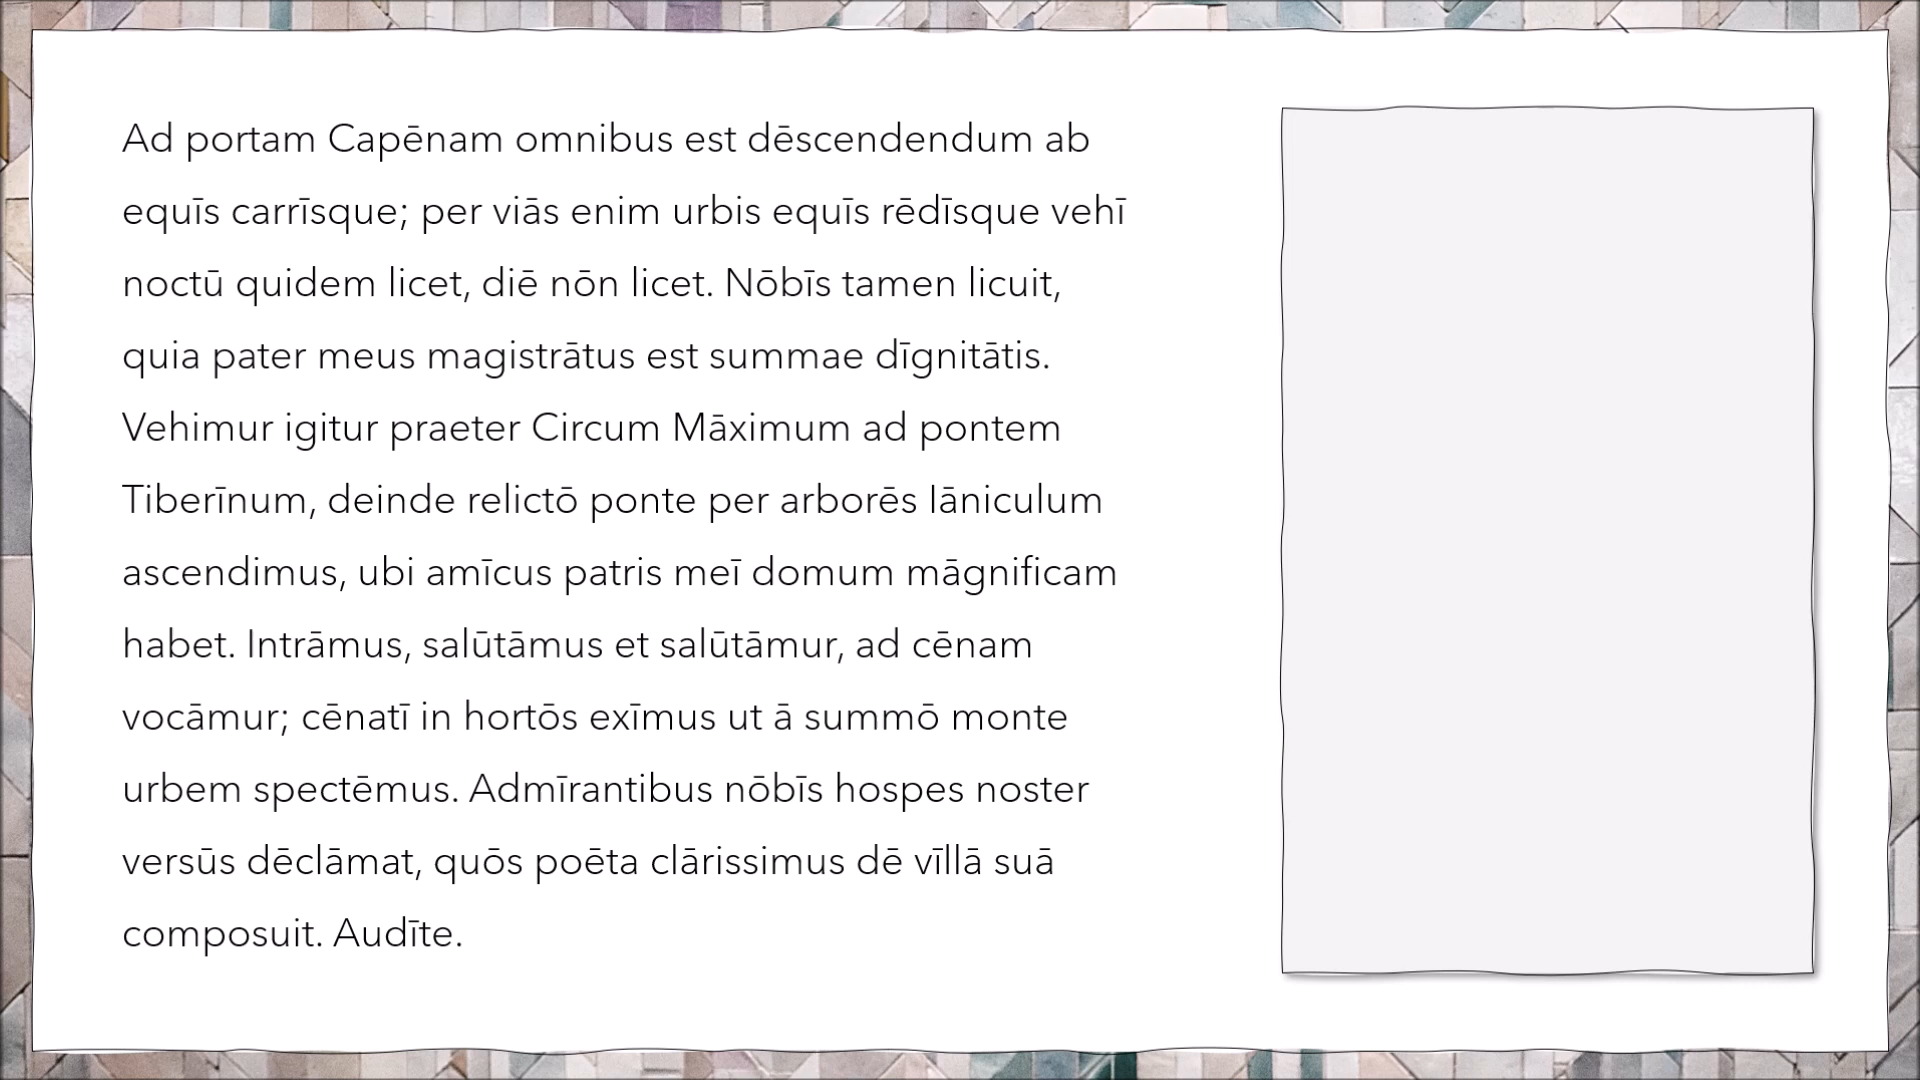 Ad portam Capēnam omnibus est dēscendendum ab
equīs carrīsque; per viās enim urbis equīs rēdīsque vehī
noctū quidem licet, diē nōn licet. Nōbīs tamen licuit,
quia pater meus magistrātus est summae dīgnitātis.
Vehimur igitur praeter Circum Māximum ad pontem
Tiberīnum, deinde relictō ponte per arborēs Iāniculum
ascendimus, ubi amīcus patris meī domum māgnificam
habet. Intrāmus, salūtāmus et salūtāmur, ad cēnam
vocāmur; cēnatī in hortōs exīmus ut ā summō monte
urbem spectēmus. Admīrantibus nōbīs hospes noster
versūs dēclāmat, quōs poēta clārissimus dē vīllā suā
composuit. Audīte.